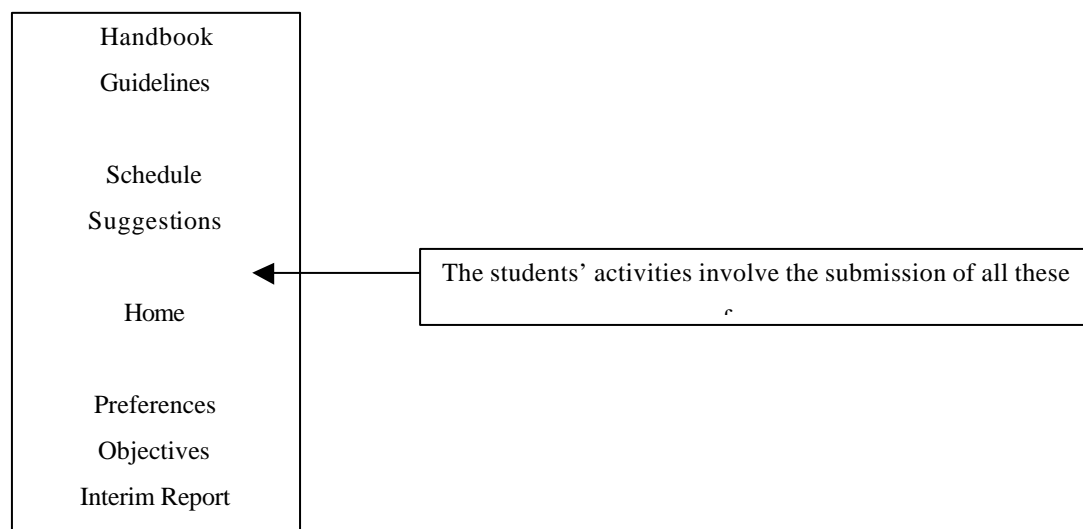 Handbook
Guidelines
Schedule
Suggestions
Home
Preferences
Objectives
Interim Report
The students’ activities involve the submission of all these